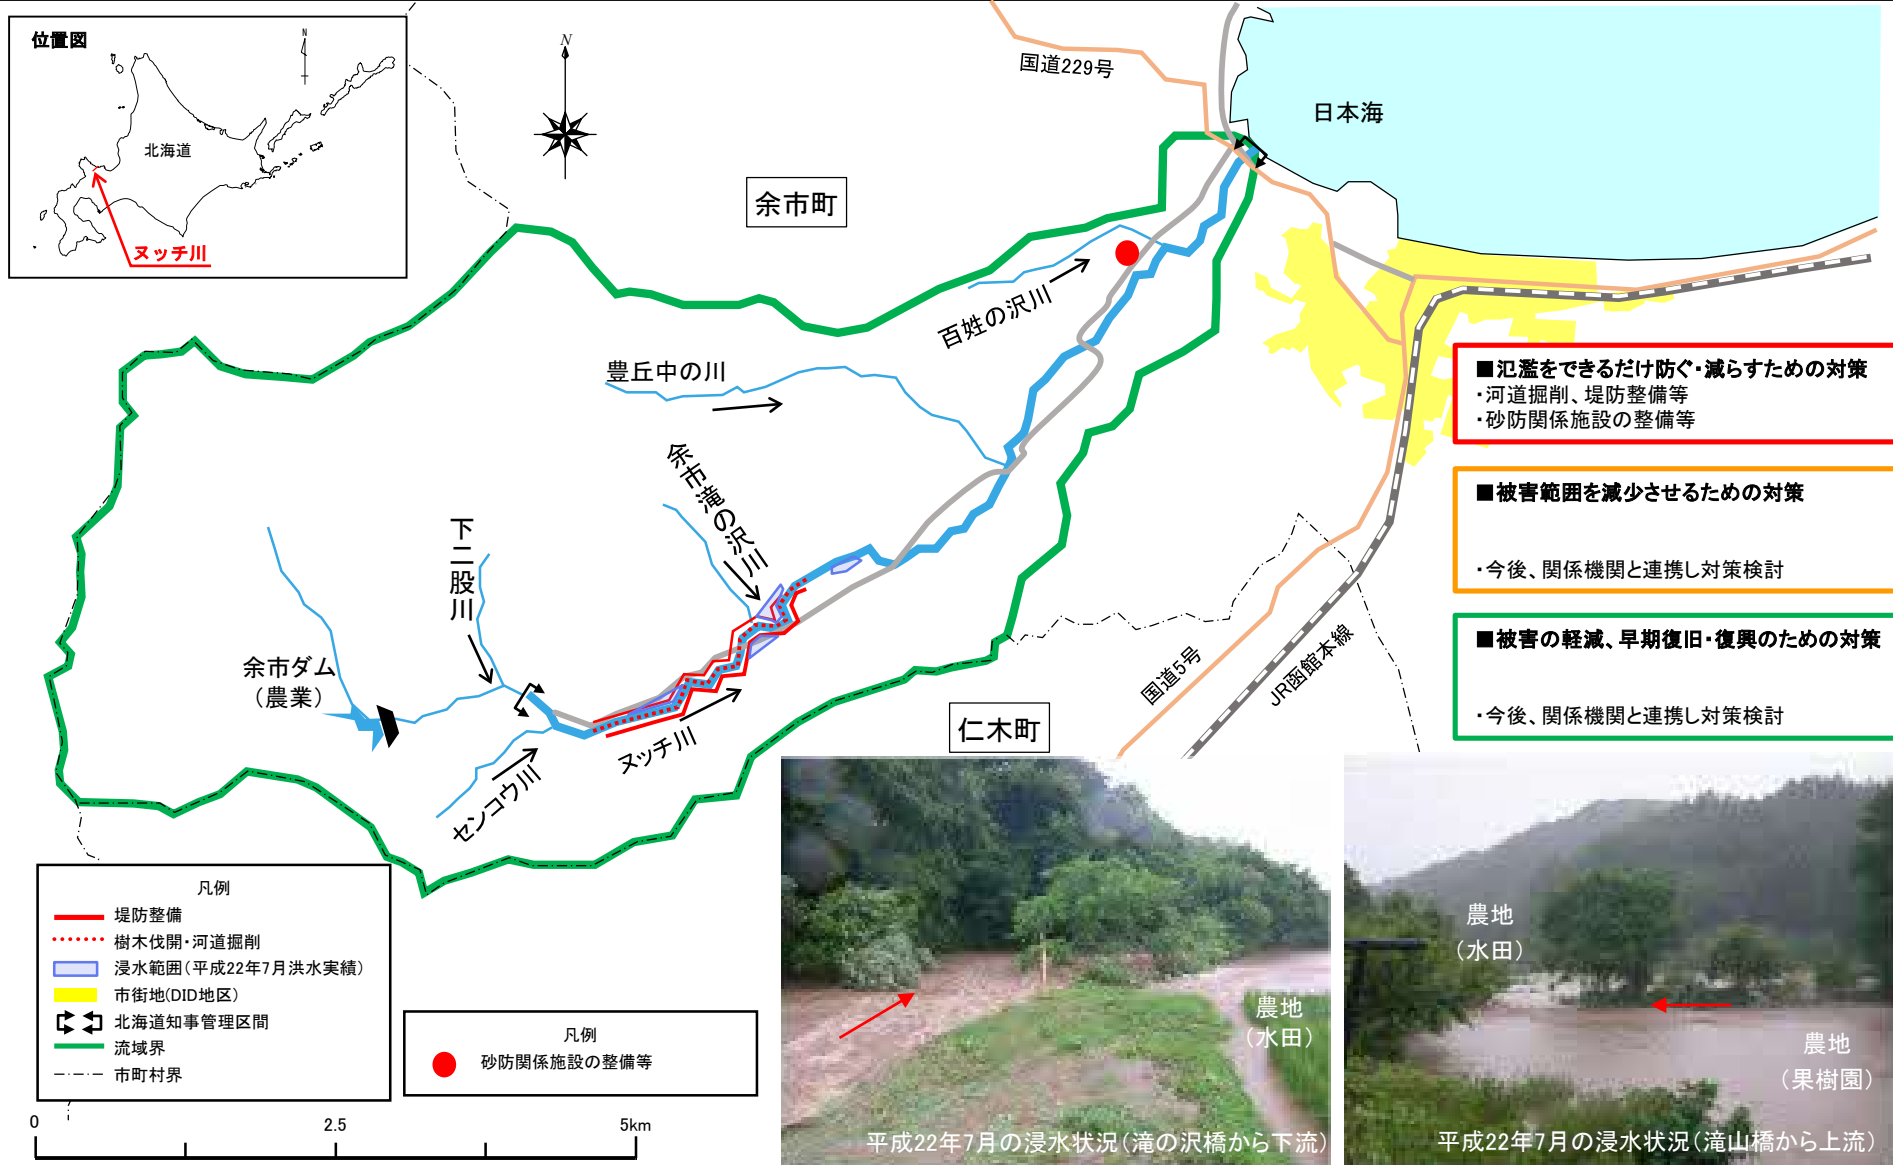 位置図
N
北海道
ヌッチ川
N
国道229号
日本海
余市町
百姓の沢川
豊丘中の川
余市滝の沢川
下二股川
余市ダム
（農業）
センコウ川
ヌッチ川
仁木町
国道5号
JR函館本線
■氾濫をできるだけ防ぐ・減らすための対策
・河道掘削、堤防整備等
・砂防関係施設の整備等
■被害範囲を減少させるための対策
・今後、関係機関と連携し対策検討
■被害の軽減、早期復旧・復興のための対策
・今後、関係機関と連携し対策検討
凡例
堤防整備
樹木伐開・河道掘削
浸水範囲（平成22年7月洪水実績）
市街地(DID地区)
北海道知事管理区間
流域界
市町村界
凡例
砂防関係施設の整備等
0
2.5
5km
農地
（水田）
平成22年7月の浸水状況（滝の沢橋から下流）
農地
（水田）
農地
（果樹園）
平成22年7月の浸水状況（滝山橋から上流）